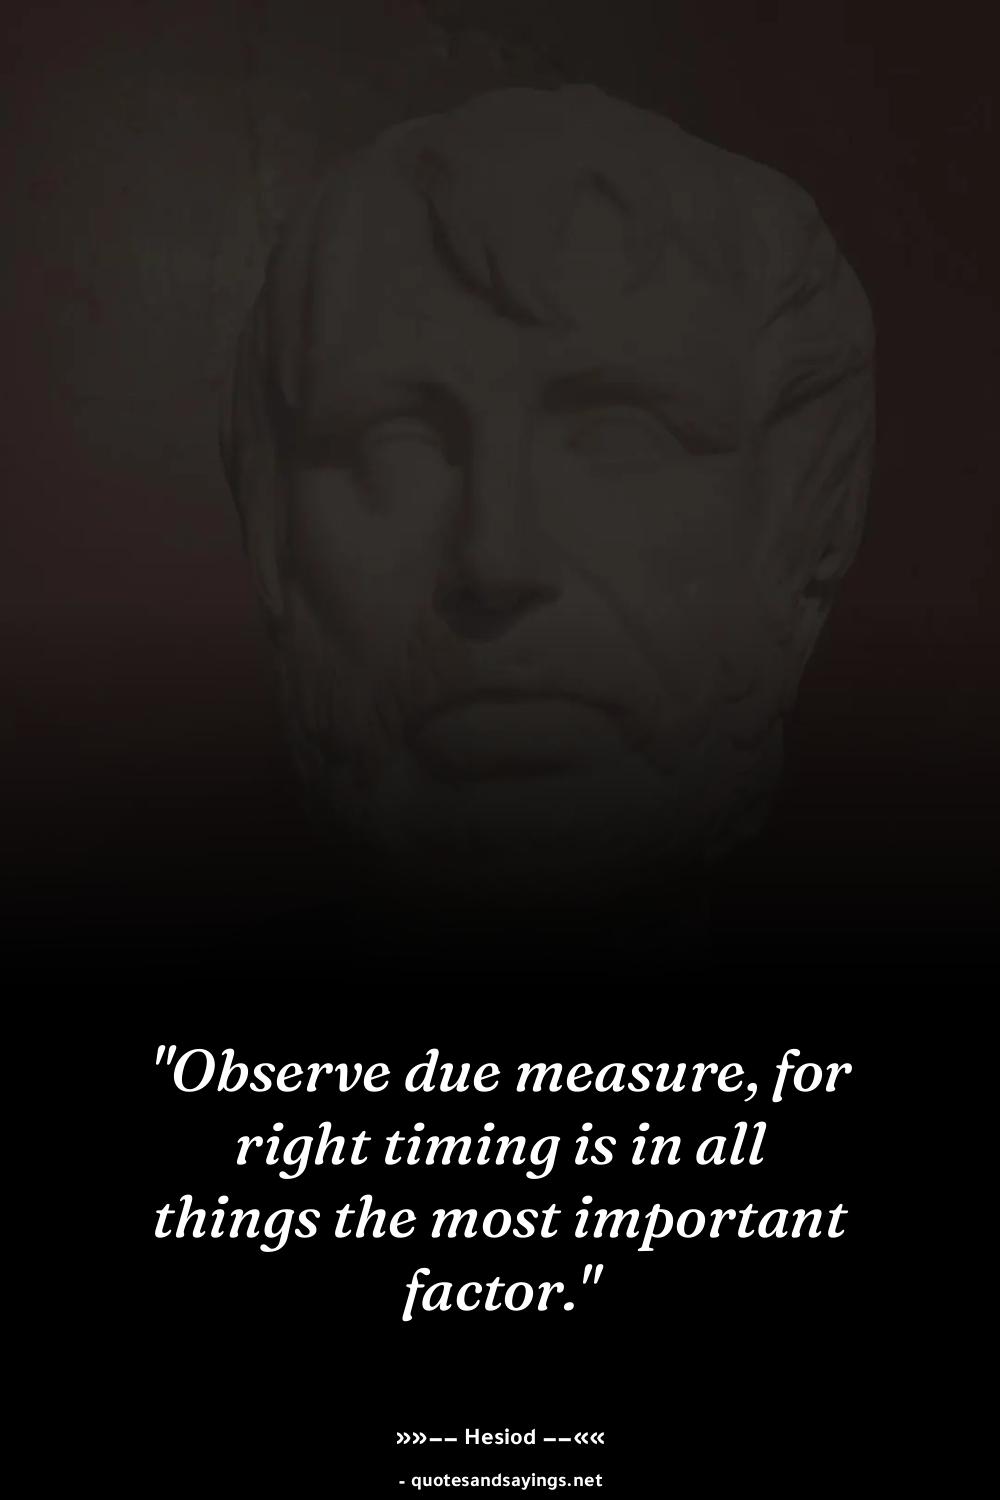 "Observe due measure, for
right timing is in all
things the most important
factor."
»»–– Hesiod ––««
- quotesandsayings.net